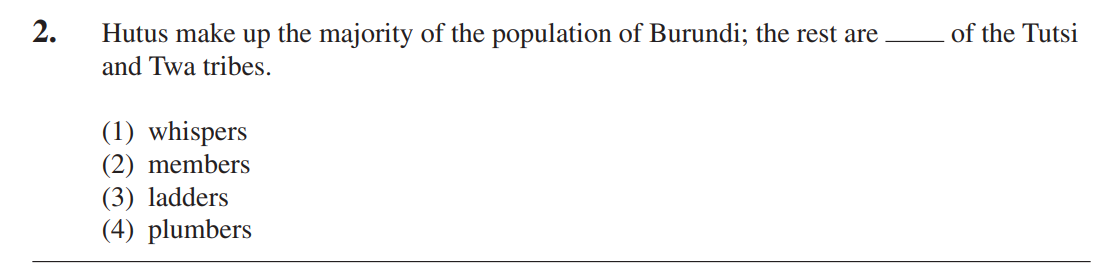 2. Hutus make up the majority of the population of Burundi; the rest are ____ of the Tutsi
and Twa tribes.
(1) whispers
(2) members
(3) ladders
(4) plumbers